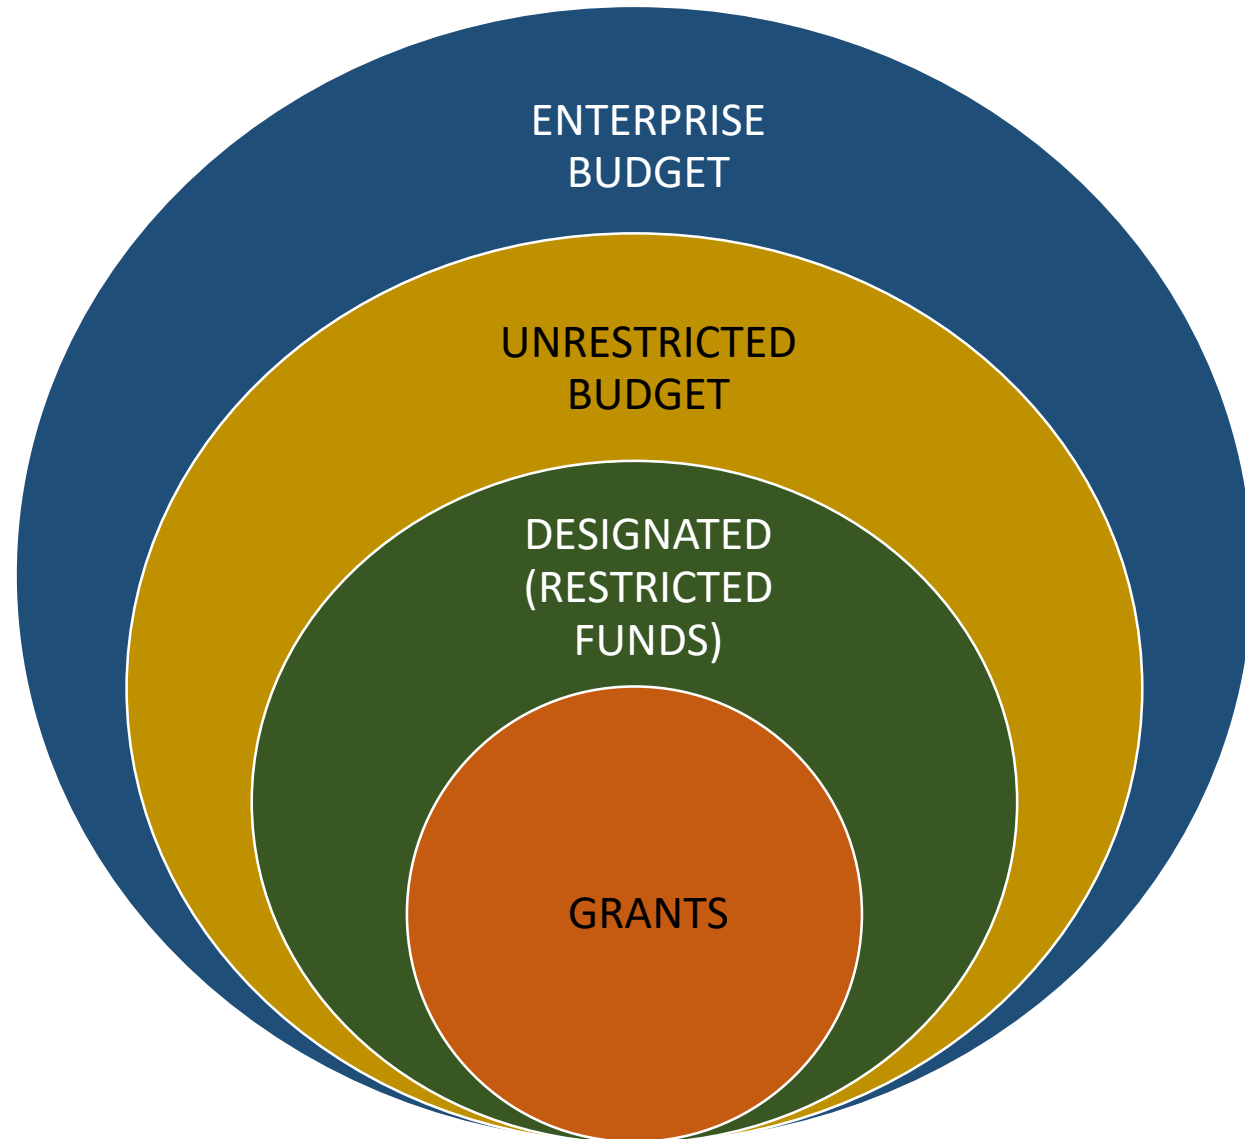 ENTERPRISE
BUDGET
UNRESTRICTED
BUDGET
DESIGNATED
(RESTRICTED
FUNDS)
GRANTS